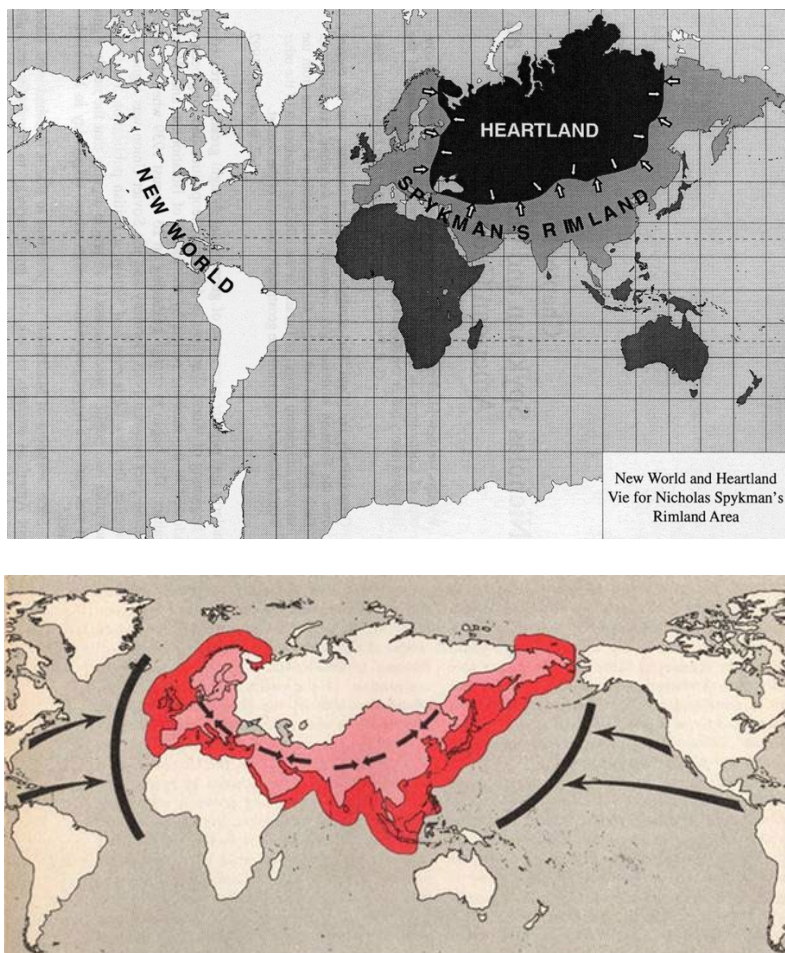 HEARTLAND
NEW WORLD
SPYKMAN'S RIMLAND
New World and Heartland
Vie for Nicholas Spykman's
Rimland Area